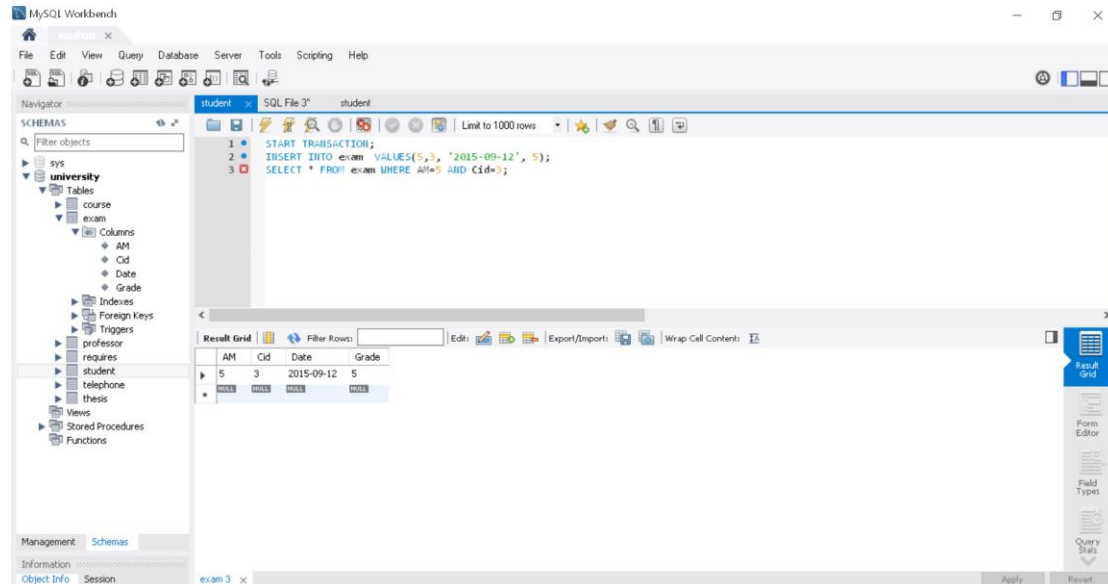 MySQL Workbench
localhost
File Edit View Query Database Server Tools Scripting Help
Navigator
SCHEMAS
Filter objects
sys
university
Tables
course
exam
Columns
AM
Cid
Date
Grade
Indexes
Foreign Keys
Triggers
professor
requires
student
telephone
thesis
Views
Stored Procedures
Functions
Management Schemas
Information
Object Info Session
student SQL File 3* student
Limit to 1000 rows
1 START TRANSACTION;
2 INSERT INTO exam VALUES(5,3, '2015-09-12', 5);
3 SELECT * FROM exam WHERE AM=5 AND Cid=3;
Result Grid Filter Rows: Edit: Export/Import: Wrap Cell Content:
AM Cid Date Grade
5 3 2015-09-12 5
NULL NULL NULL NULL
Result
Grid
Form
Editor
Field
Types
Query
Stats
exam 3 Apply Revert